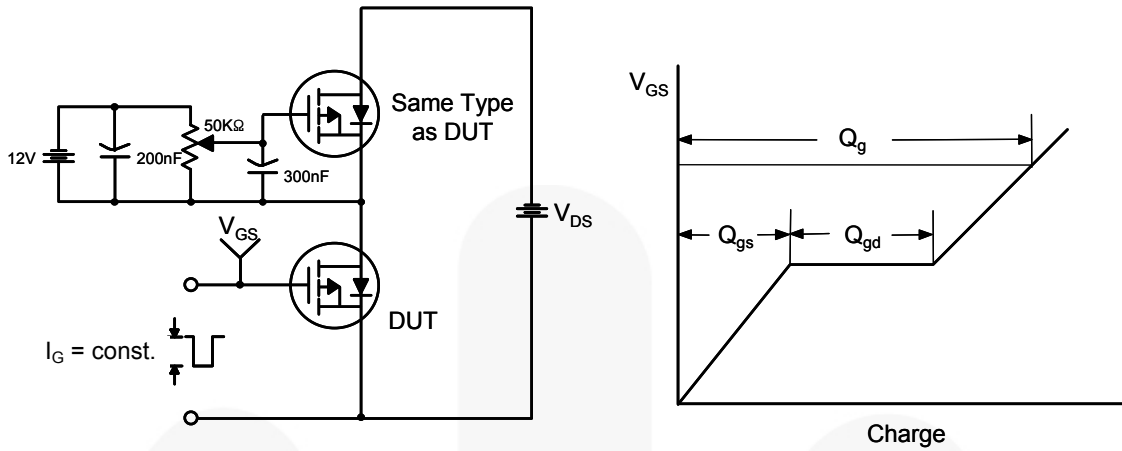 12V
200nF
50KΩ
300nF
Same Type
as DUT
V_DS
V_GS
DUT
I_G = const.
V_GS
Q_g
Q_gs
Q_gd
Charge